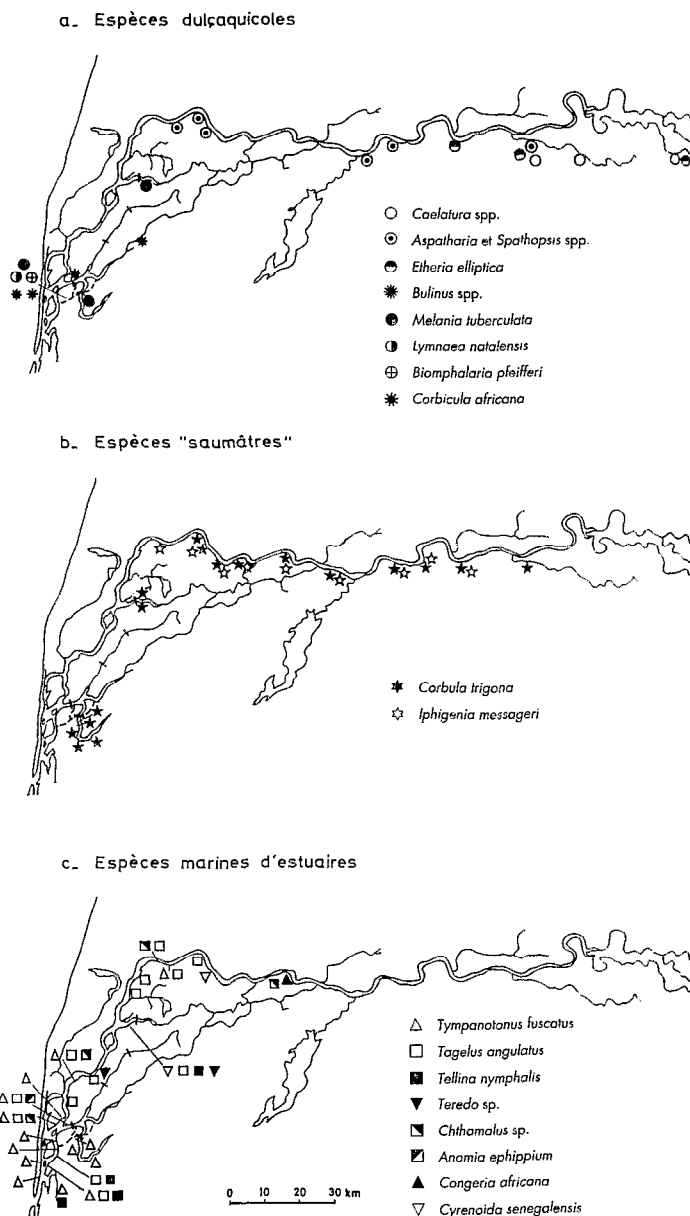 a_ Espèces dulçaquicoles
Caelatura spp.
Aspatharia et Spathopsis spp.
Etheria elliptica
Bulinus spp.
Melania tuberculata
Lymnaea natalensis
Biomphalaria pfeifferi
Corbicula africana
b_ Espèces "saumâtres"
Corbula trigona
Iphigenia messageri
c_ Espèces marines d'estuaires
Tympanotonus fuscatus
Tagelus angulatus
Tellina nymphalis
Teredo sp.
Chthamalus sp.
Anomia ephippium
Congeria africana
Cyrenoida senegalensis
0 10 20 30 km